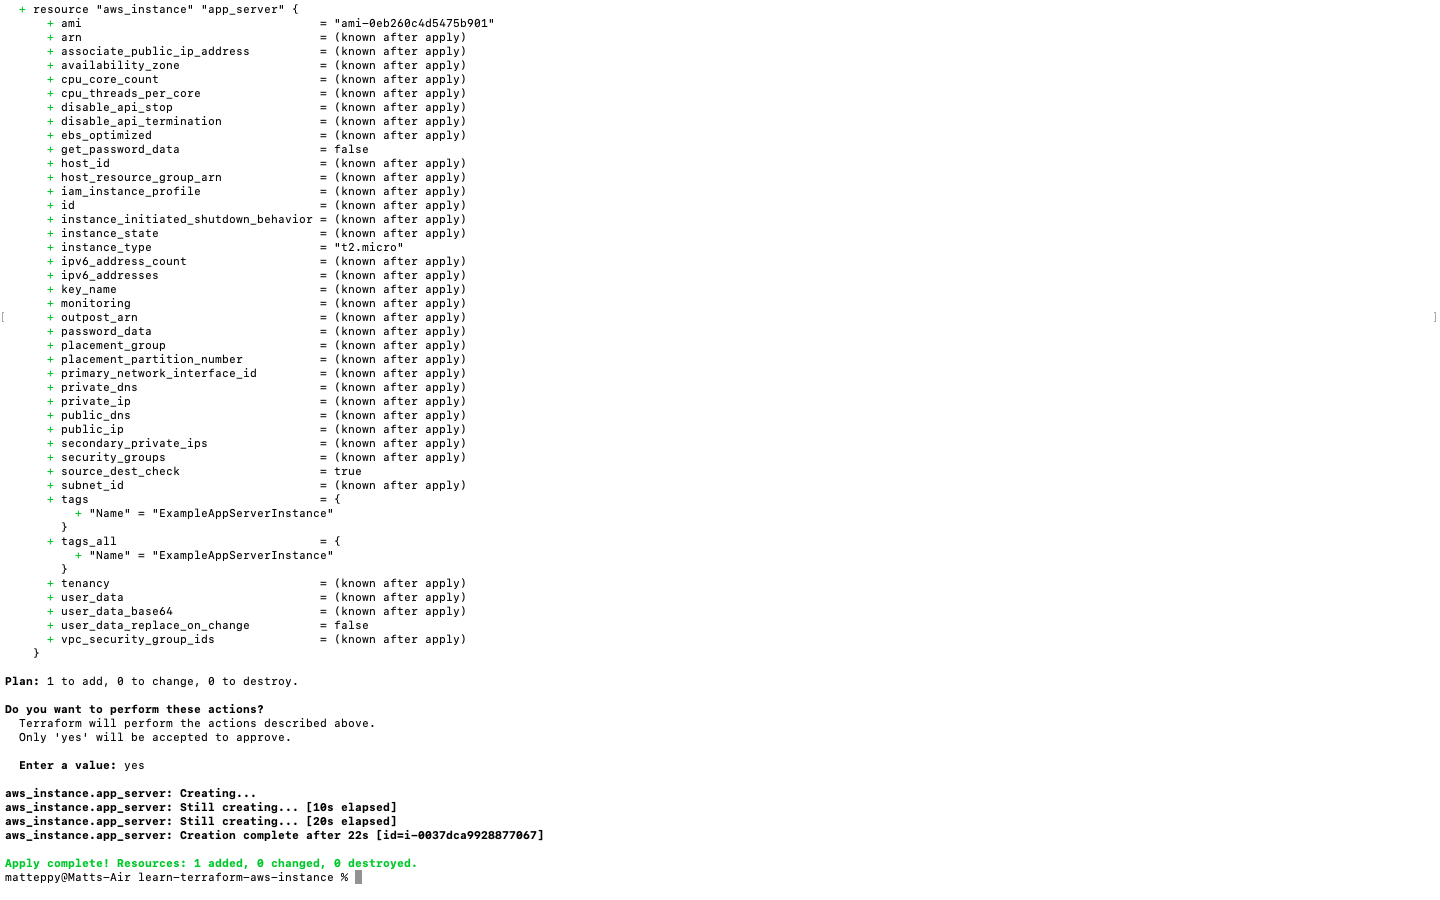 + resource "aws_instance" "app_server" {
+ ami = "ami-0eb260c4d5475b901"
+ arn = (known after apply)
+ associate_public_ip_address = (known after apply)
+ availability_zone = (known after apply)
+ cpu_core_count = (known after apply)
+ cpu_threads_per_core = (known after apply)
+ disable_api_stop = (known after apply)
+ disable_api_termination = (known after apply)
+ ebs_optimized = (known after apply)
+ get_password_data = false
+ host_id = (known after apply)
+ host_resource_group_arn = (known after apply)
+ iam_instance_profile = (known after apply)
+ id = (known after apply)
+ instance_initiated_shutdown_behavior = (known after apply)
+ instance_state = (known after apply)
+ instance_type = "t2.micro"
+ ipv6_address_count = (known after apply)
+ ipv6_addresses = (known after apply)
+ key_name = (known after apply)
+ monitoring = (known after apply)
[ + outpost_arn = (known after apply) ]
+ password_data = (known after apply)
+ placement_group = (known after apply)
+ placement_partition_number = (known after apply)
+ primary_network_interface_id = (known after apply)
+ private_dns = (known after apply)
+ private_ip = (known after apply)
+ public_dns = (known after apply)
+ public_ip = (known after apply)
+ secondary_private_ips = (known after apply)
+ security_groups = (known after apply)
+ source_dest_check = true
+ subnet_id = (known after apply)
+ tags = {
+ "Name" = "ExampleAppServerInstance"
}
+ tags_all = {
+ "Name" = "ExampleAppServerInstance"
}
+ tenancy = (known after apply)
+ user_data = (known after apply)
+ user_data_base64 = (known after apply)
+ user_data_replace_on_change = false
+ vpc_security_group_ids = (known after apply)
}
Plan: 1 to add, 0 to change, 0 to destroy.
Do you want to perform these actions?
Terraform will perform the actions described above.
Only 'yes' will be accepted to approve.
Enter a value: yes
aws_instance.app_server: Creating...
aws_instance.app_server: Still creating... [10s elapsed]
aws_instance.app_server: Still creating... [20s elapsed]
aws_instance.app_server: Creation complete after 22s [id=i-0037dca9928877067]
Apply complete! Resources: 1 added, 0 changed, 0 destroyed.
matteppy@Matts-Air learn-terraform-aws-instance %